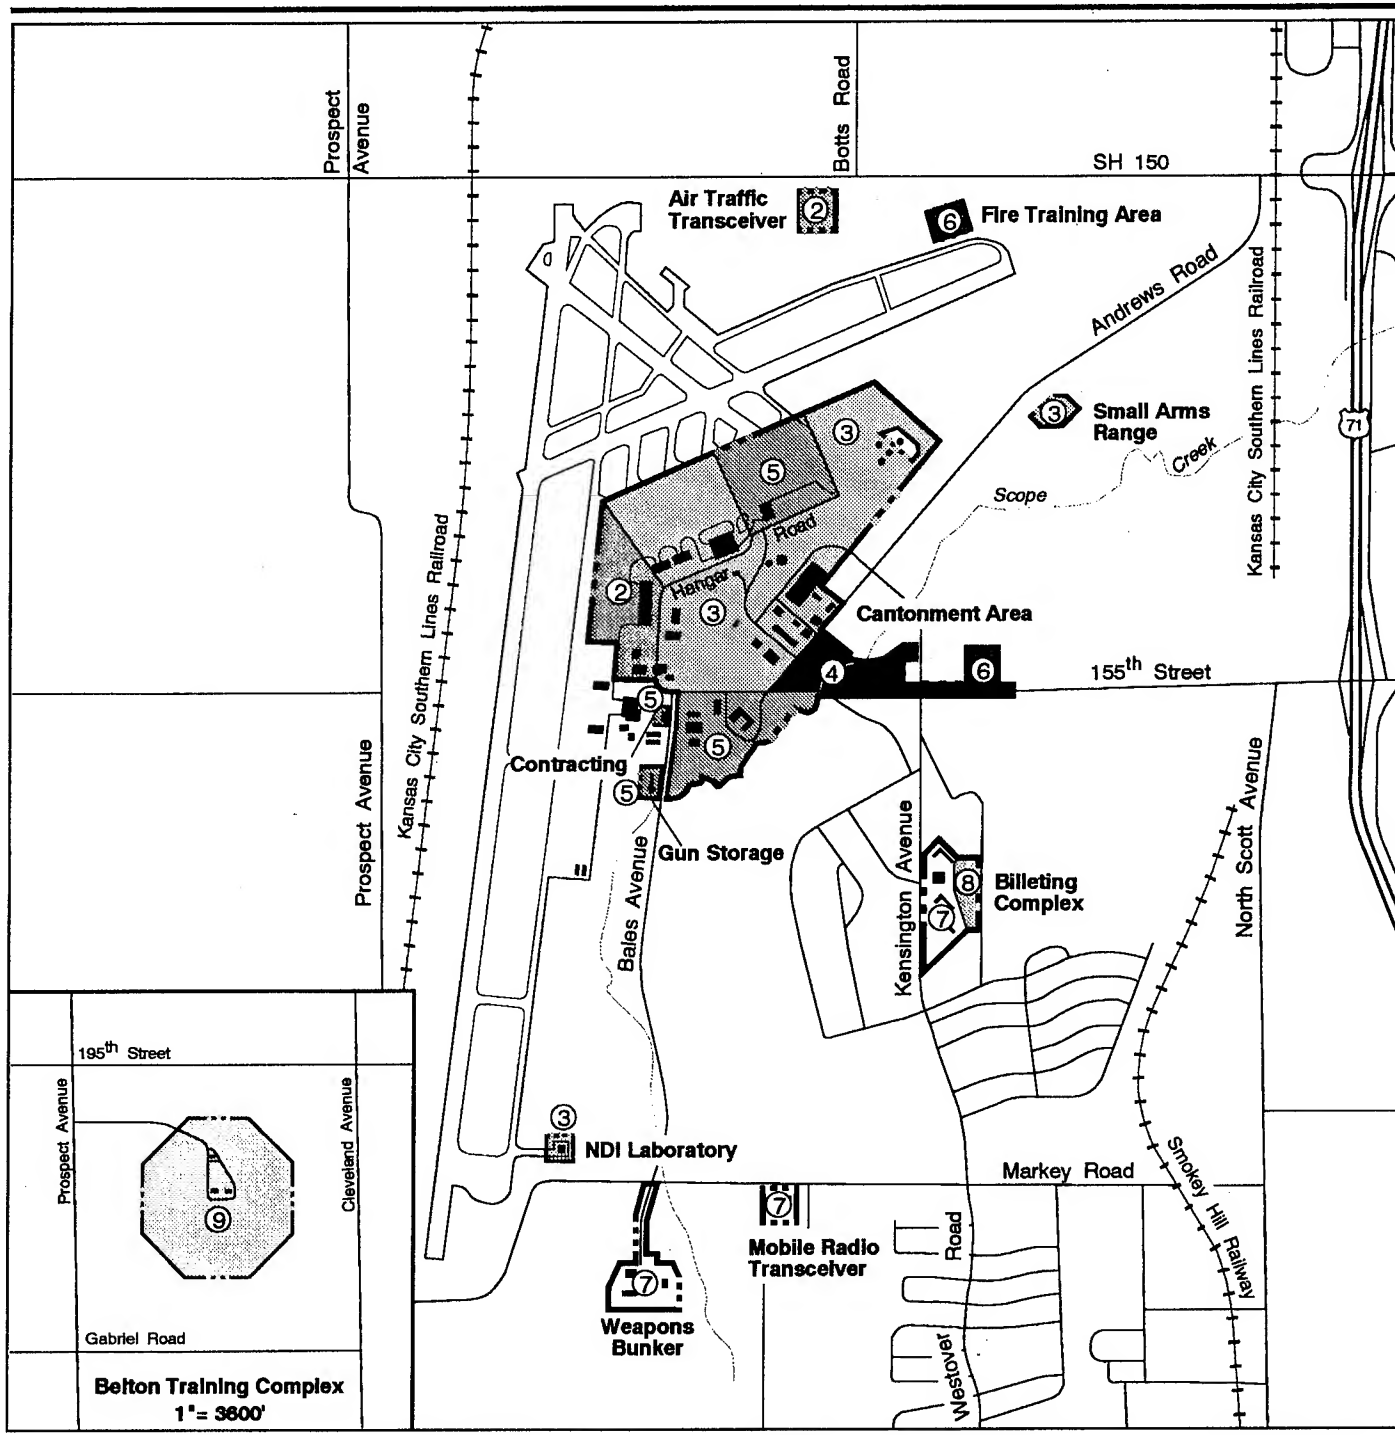 Prospect
Avenue
Botts Road
SH 150
Air Traffic
Transceiver
2
6
Fire Training Area
Andrews Road
Kansas City Southern Lines Railroad
71
3
Small Arms
Range
3
Creek
Scope
5
Road
Hangar
2
3
Kansas City Southern Lines Railroad
Cantonment Area
4
6
155th Street
5
5
Contracting
5
Gun Storage
Prospect Avenue
Bales Avenue
Kensington Avenue
North Scott Avenue
8
Billeting
Complex
7
195th Street
Prospect Avenue
Cleveland Avenue
9
Gabriel Road
Belton Training Complex
1" = 3600'
3
NDI Laboratory
Markey Road
Smokey Hill Railway
7
Mobile Radio
Transceiver
7
Weapons
Bunker
Westover Road